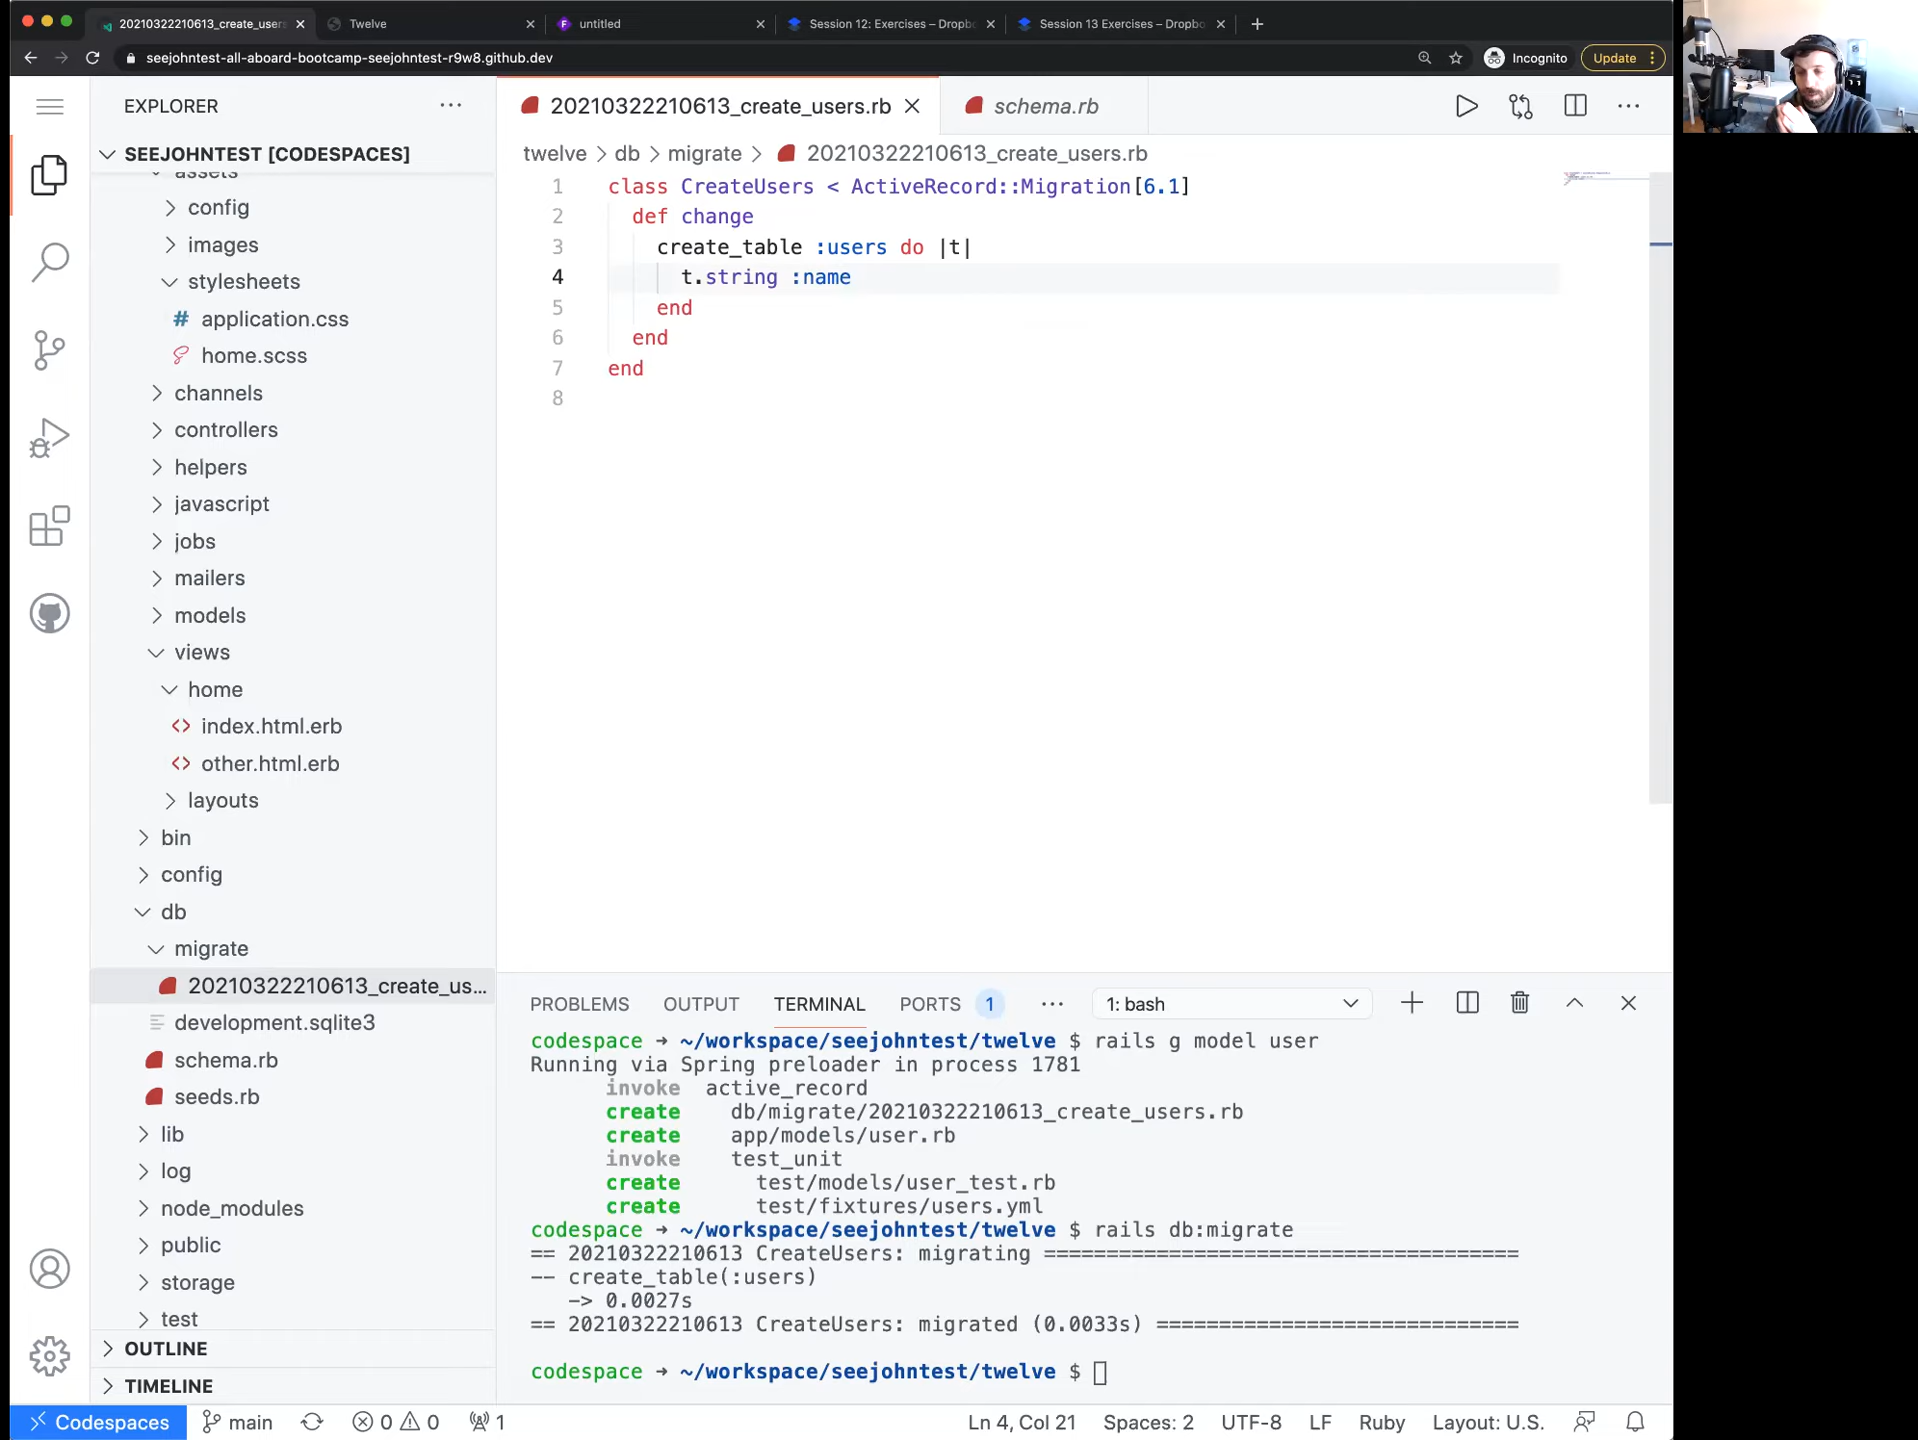 20210322210613_create_users
Twelve
untitled
Session 12: Exercises – Dropbo
Session 13 Exercises – Dropbo
seejohntest-all-aboard-bootcamp-seejohntest-r9w8.github.dev
Incognito
Update
EXPLORER
SEEJOHNTEST [CODESPACES]
assets
config
images
stylesheets
# application.css
home.scss
channels
controllers
helpers
javascript
jobs
mailers
models
views
home
<> index.html.erb
<> other.html.erb
layouts
bin
config
db
migrate
20210322210613_create_us...
development.sqlite3
schema.rb
seeds.rb
lib
log
node_modules
public
storage
test
OUTLINE
TIMELINE
20210322210613_create_users.rb
schema.rb
twelve > db > migrate > 20210322210613_create_users.rb
1 class CreateUsers < ActiveRecord::Migration[6.1]
2 def change
3 create_table :users do |t|
4 t.string :name
5 end
6 end
7 end
8
PROBLEMS OUTPUT TERMINAL PORTS 1 ... 1: bash
codespace → ~/workspace/seejohntest/twelve $ rails g model user
Running via Spring preloader in process 1781
invoke active_record
create db/migrate/20210322210613_create_users.rb
create app/models/user.rb
invoke test_unit
create test/models/user_test.rb
create test/fixtures/users.yml
codespace → ~/workspace/seejohntest/twelve $ rails db:migrate
== 20210322210613 CreateUsers: migrating ======================================
-- create_table(:users)
-> 0.0027s
== 20210322210613 CreateUsers: migrated (0.0033s) =============================
codespace → ~/workspace/seejohntest/twelve $
Codespaces main 0 0 1 Ln 4, Col 21 Spaces: 2 UTF-8 LF Ruby Layout: U.S.